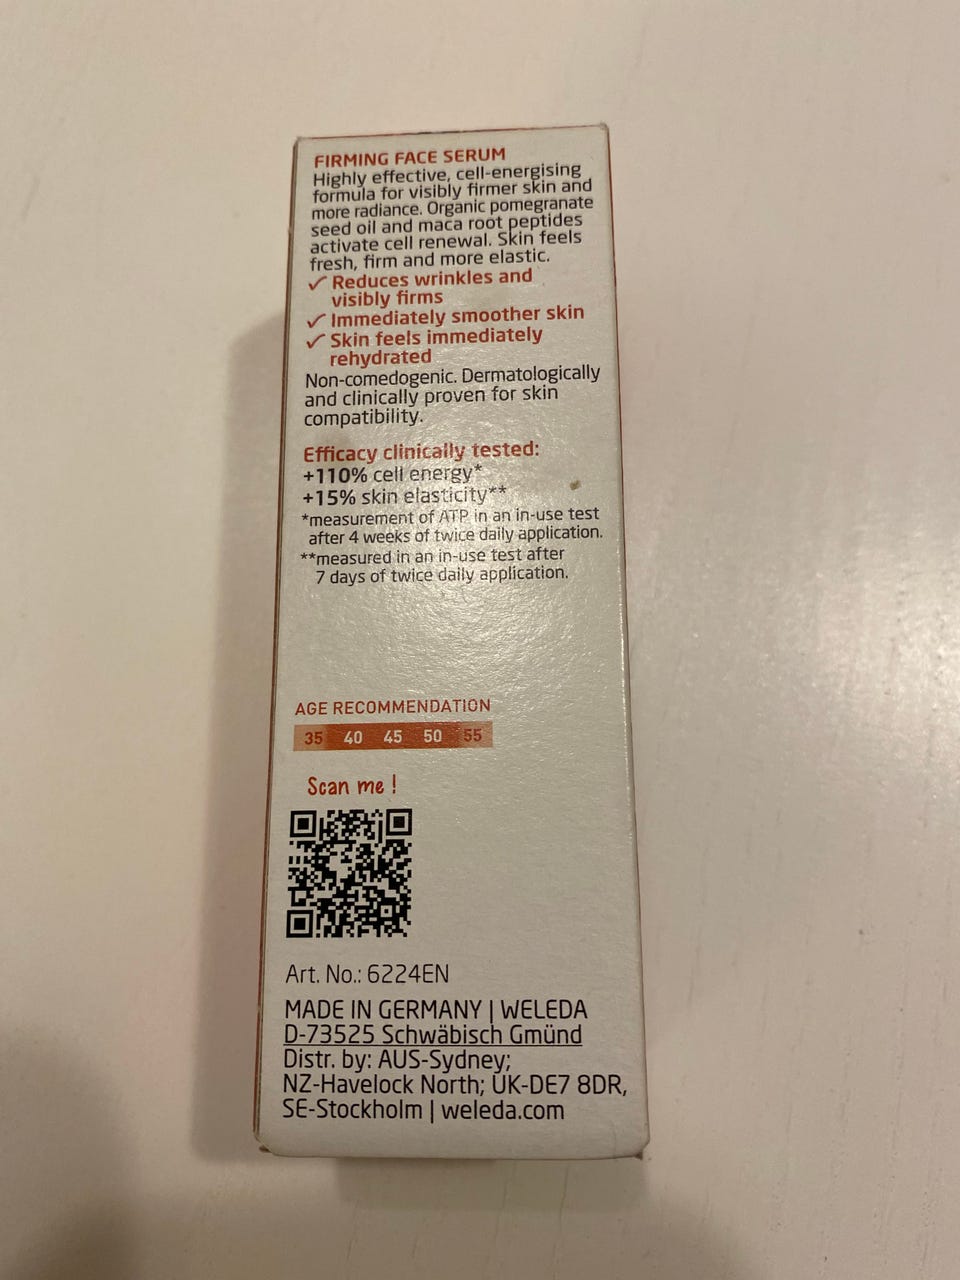 FIRMING FACE SERUM
Highly effective, cell-energising
formula for visibly firmer skin and
more radiance. Organic pomegranate
seed oil and maca root peptides
activate cell renewal. Skin feels
fresh, firm and more elastic.
✓ Reduces wrinkles and
visibly firms
✓ Immediately smoother skin
✓ Skin feels immediately
rehydrated
Non-comedogenic. Dermatologically
and clinically proven for skin
compatibility.
Efficacy clinically tested:
+110% cell energy*
+15% skin elasticity**
*measurement of ATP in an in-use test
after 4 weeks of twice daily application.
**measured in an in-use test after
7 days of twice daily application.
AGE RECOMMENDATION
35 40 45 50 55
Scan me !
Art. No.: 6224EN
MADE IN GERMANY | WELEDA
D-73525 Schwäbisch Gmünd
Distr. by: AUS-Sydney;
NZ-Havelock North; UK-DE7 8DR,
SE-Stockholm | weleda.com